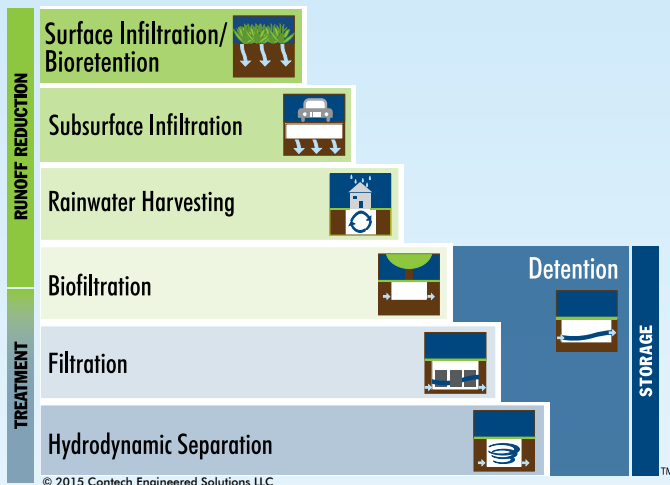 RUNOFF REDUCTION
Surface Infiltration/
Bioretention
Subsurface Infiltration
Rainwater Harvesting
Biofiltration
Detention
TREATMENT
Filtration
STORAGE
Hydrodynamic Separation
TM
© 2015 Contech Engineered Solutions LLC